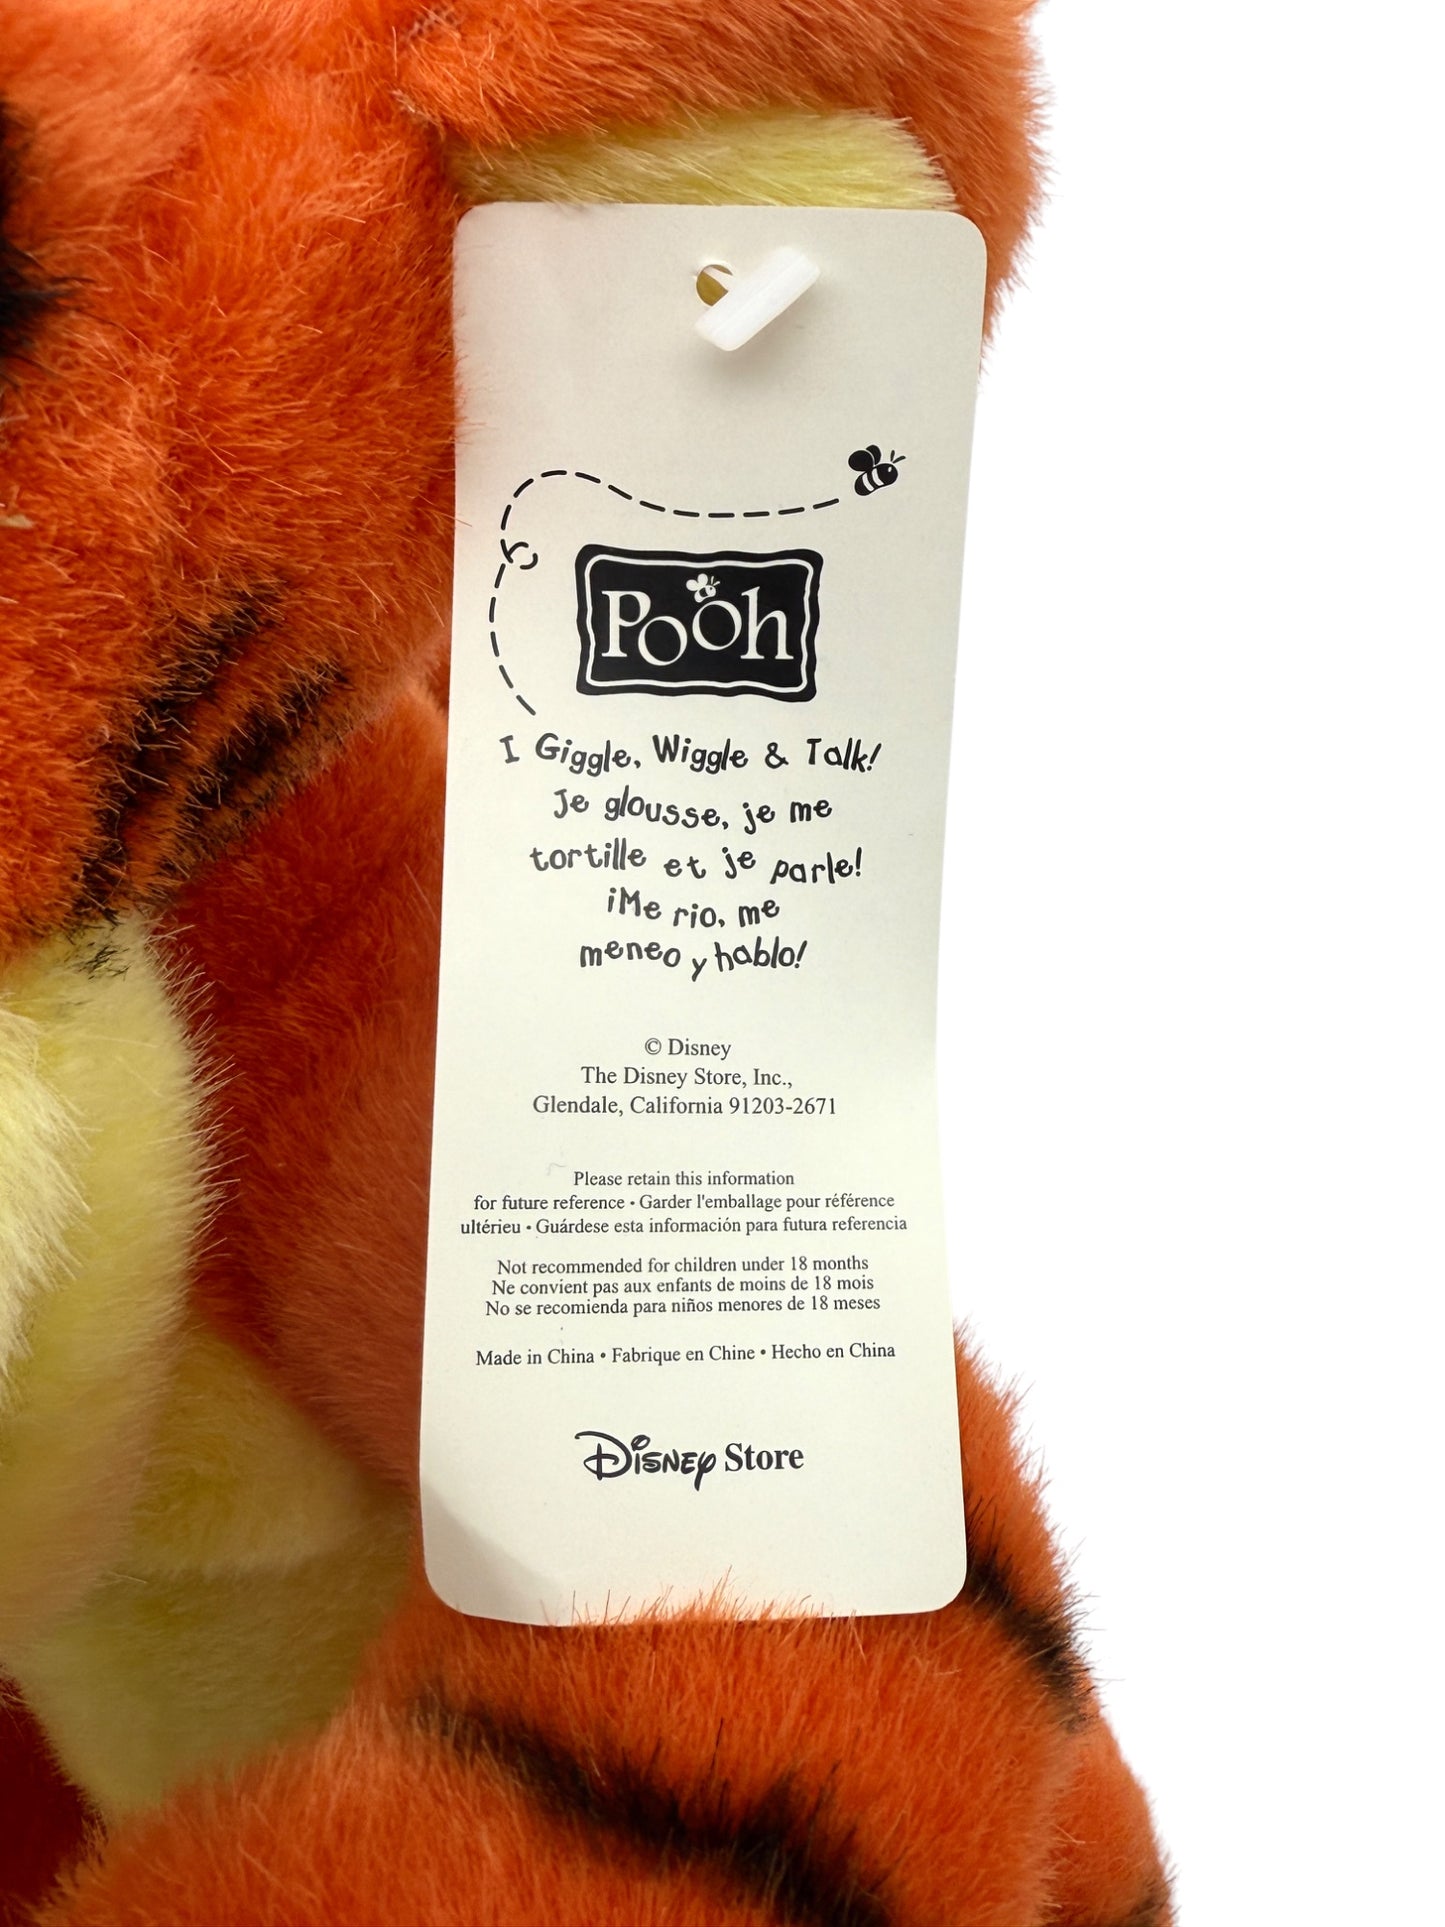 Pooh
I Giggle, Wiggle & Talk!
Je glousse, je me
tortille et je parle!
¡Me rio, me
meneo y hablo!
© Disney
The Disney Store, Inc.,
Glendale, California 91203-2671
Please retain this information
for future reference • Garder l'emballage pour référence
ultérieu • Guárdese esta información para futura referencia
Not recommended for children under 18 months
Ne convient pas aux enfants de moins de 18 mois
No se recomienda para niños menores de 18 meses
Made in China • Fabrique en Chine • Hecho en China
Disney Store